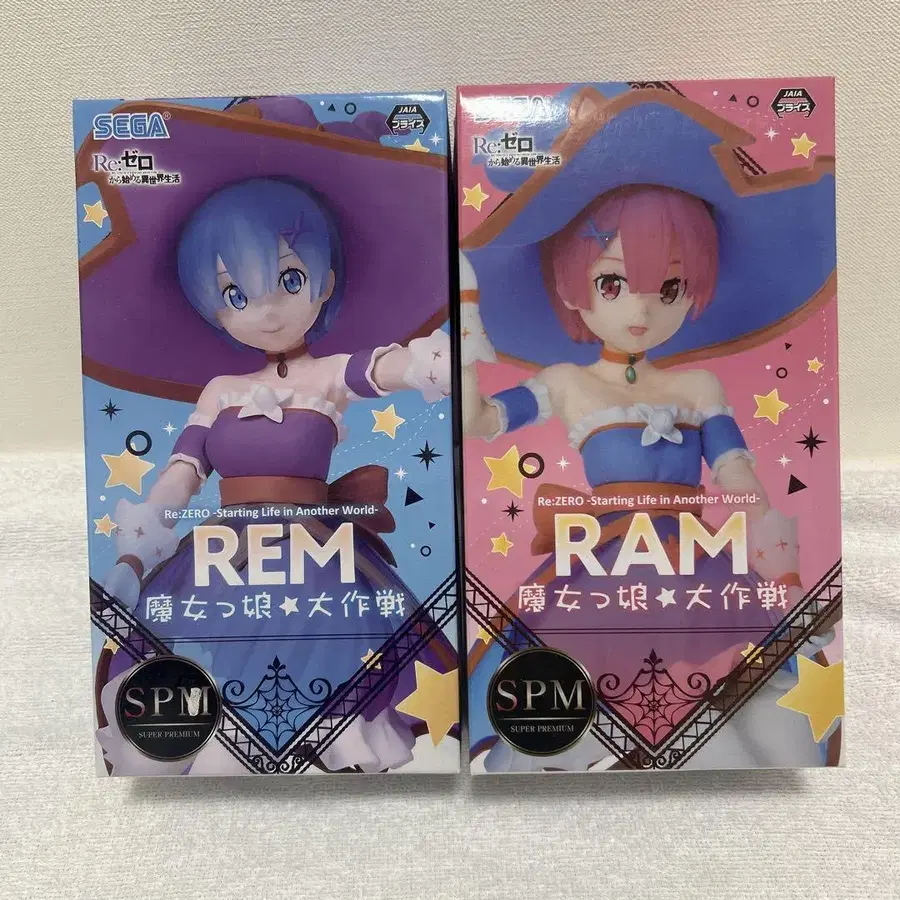 SEGA®
JAIA
プライズ
Re:ゼロ
から始める異世界生活
Re:ZERO -Starting Life in Another World-
REM
魔女っ娘★大作戦
SPM
SUPER PREMIUM
SEGA
JAIA
プライズ
Re:ゼロ
から始める異世界生活
Re:ZERO -Starting Life in Another World-
RAM
魔女っ娘★大作戦
SPM
SUPER PREMIUM